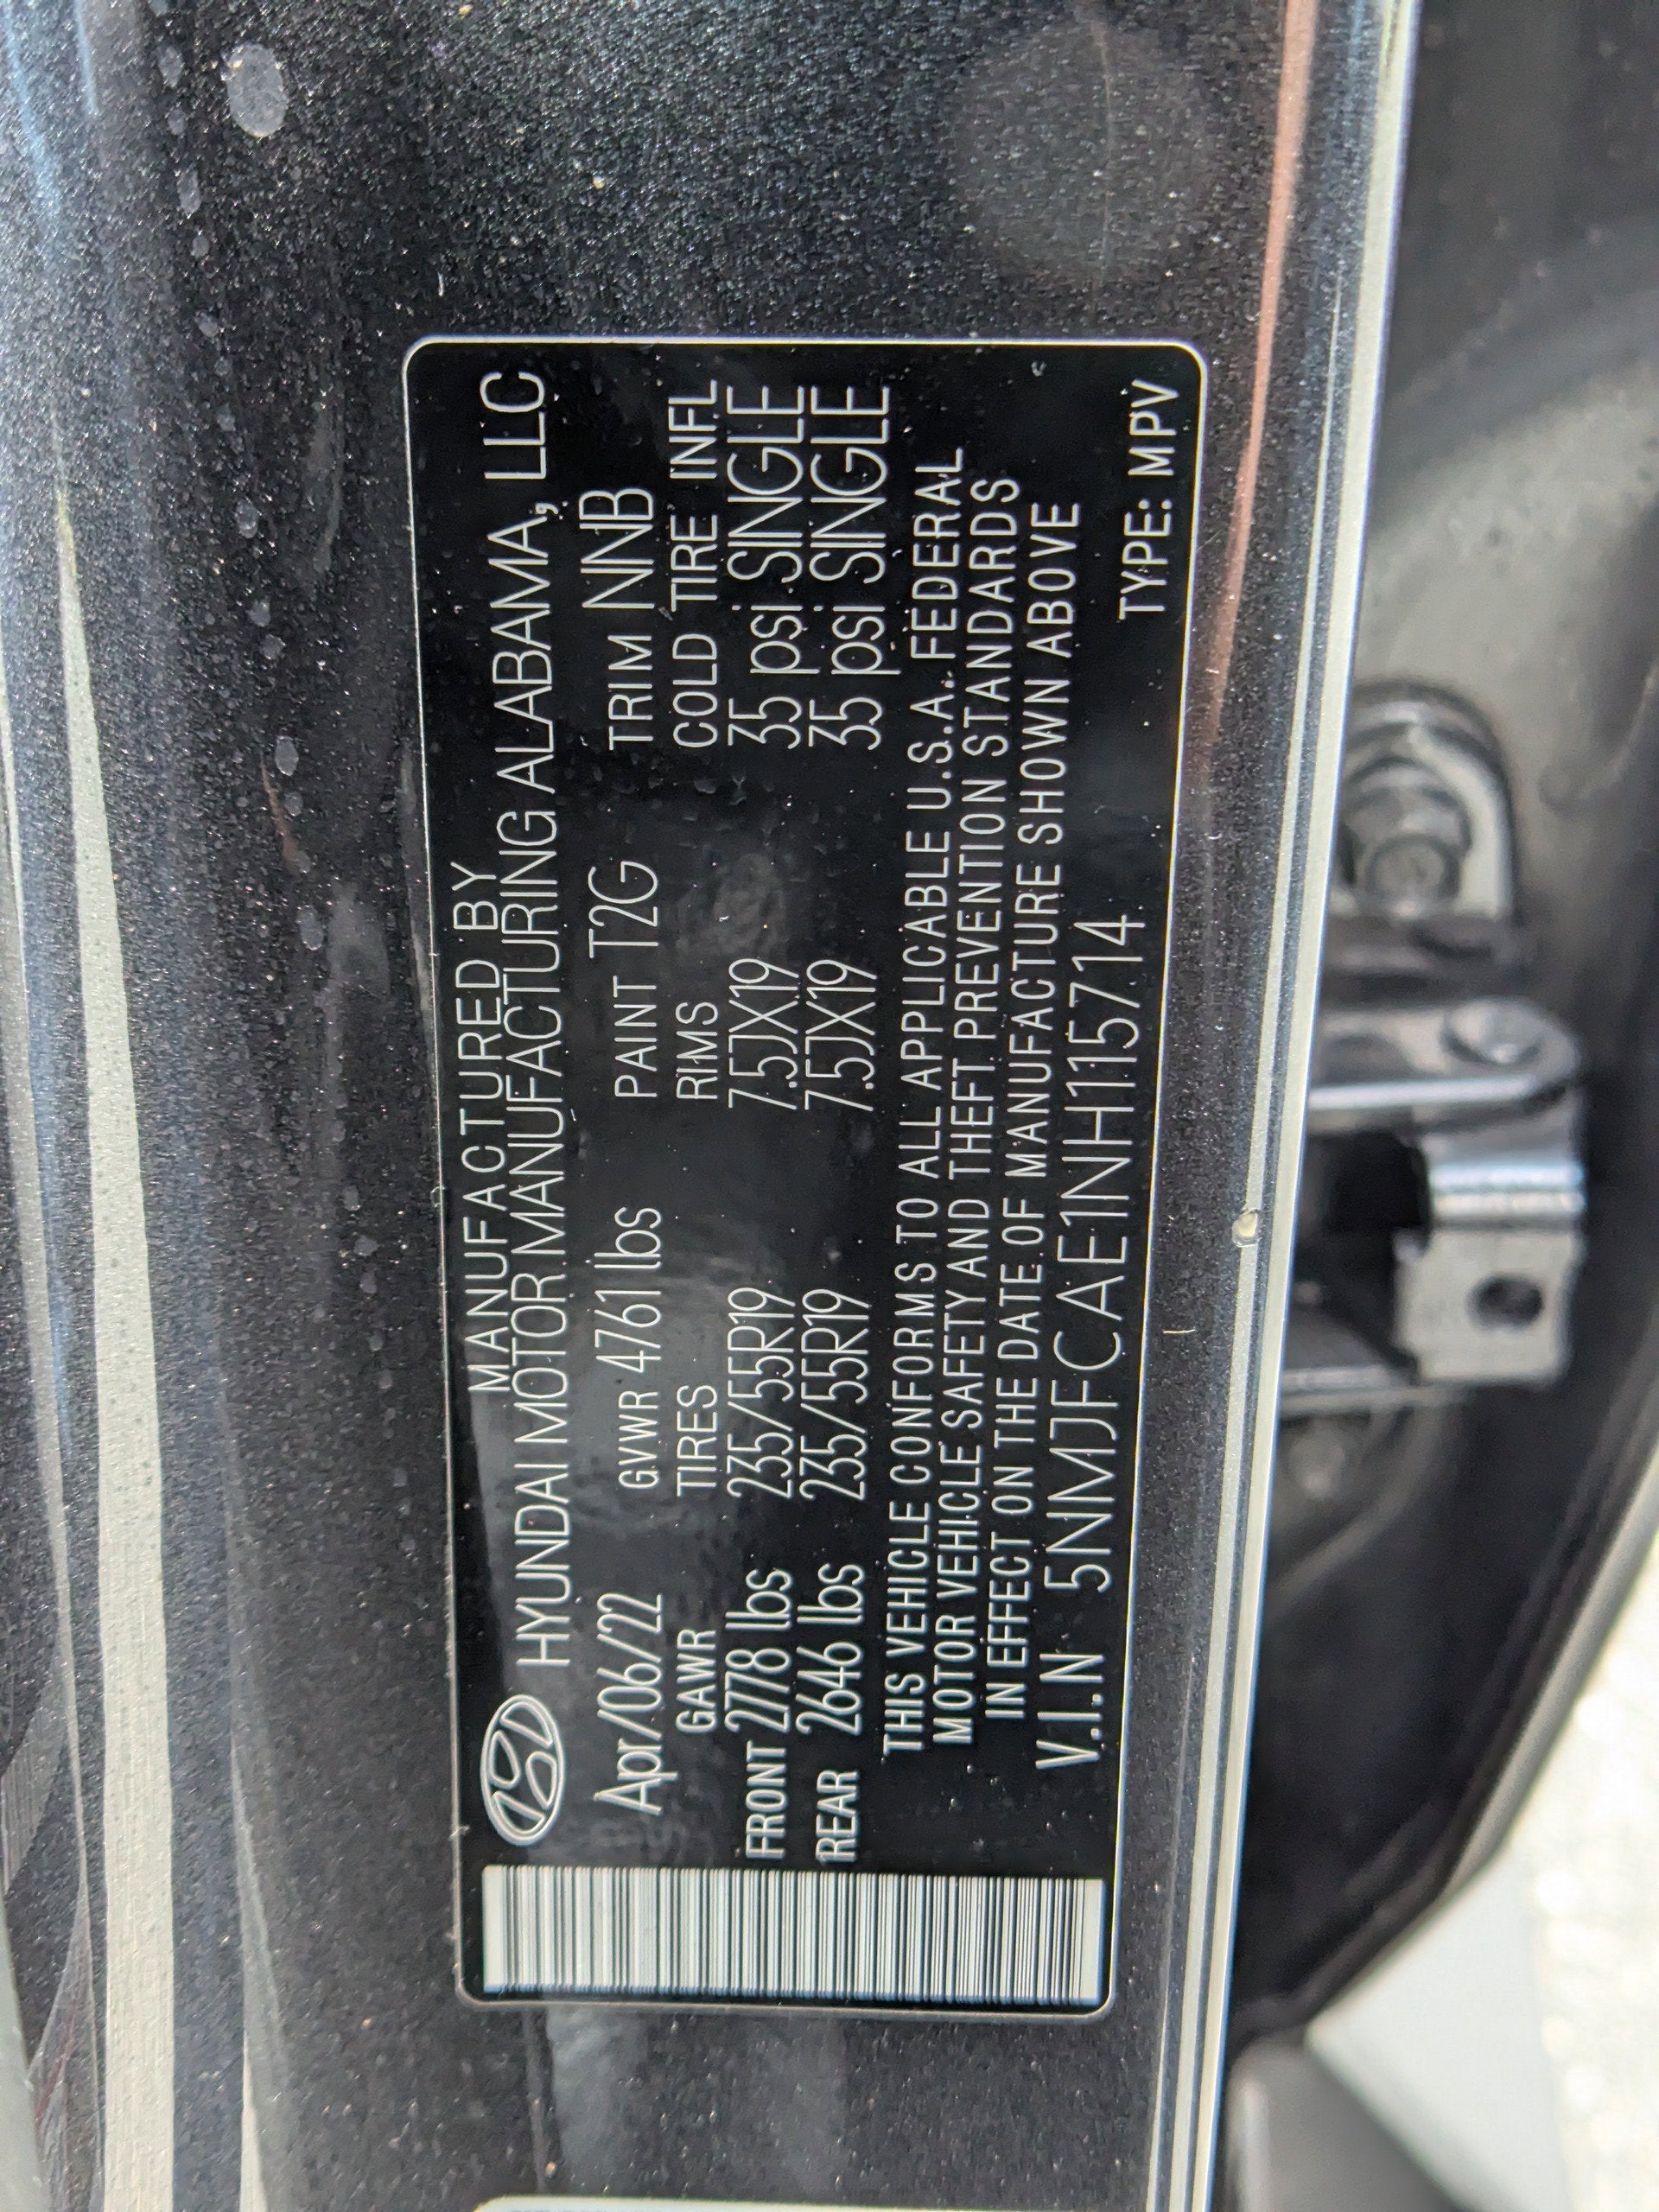 MANUFACTURED BY
HYUNDAI MOTOR MANUFACTURING ALABAMA, LLC
Apr/06/22 GVWR 4761 lbs PAINT T2G TRIM NNB
GAWR TIRES RIMS COLD TIRE INFL
FRONT 2778 lbs 235/55R19 7.5JX19 35 psi SINGLE
REAR 2646 lbs 235/55R19 7.5JX19 35 psi SINGLE
THIS VEHICLE CONFORMS TO ALL APPLICABLE U.S.A. FEDERAL
MOTOR VEHICLE SAFETY AND THEFT PREVENTION STANDARDS
IN EFFECT ON THE DATE OF MANUFACTURE SHOWN ABOVE
V.I.N 5NMJFCAE1NH115714
TYPE: MPV